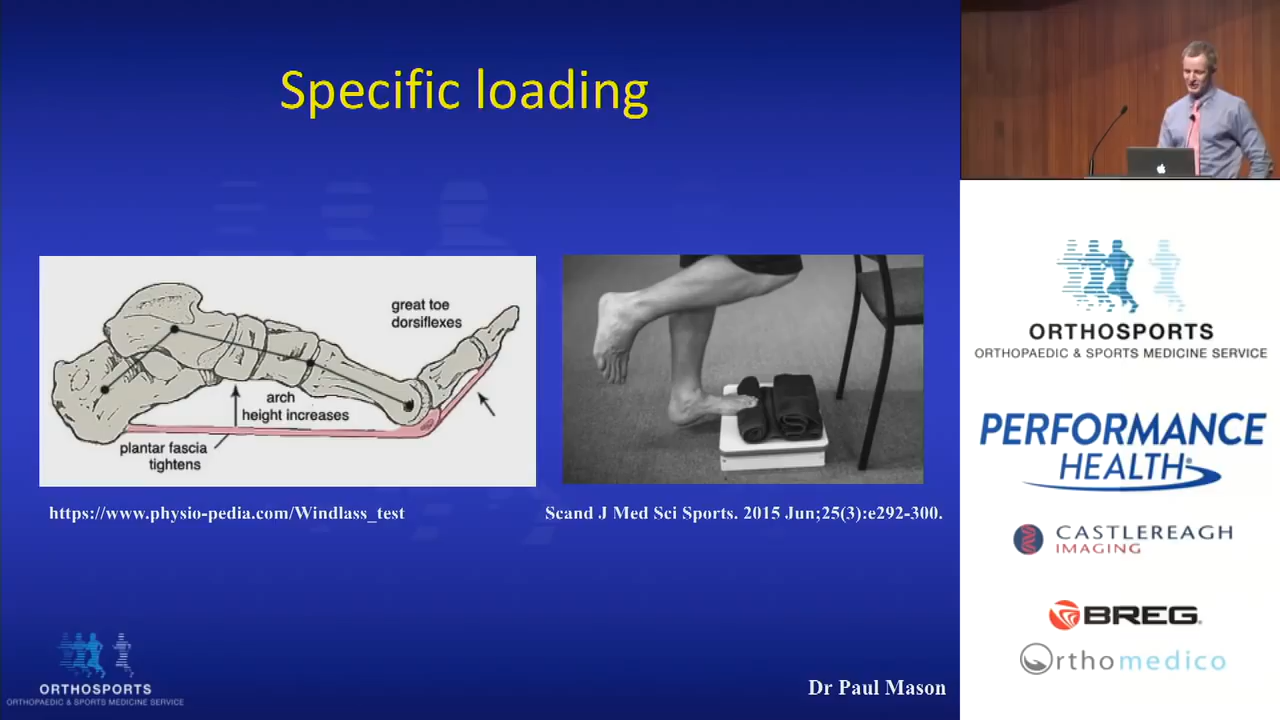 Specific loading
great toe
dorsiflexes
arch
height increases
plantar fascia
tightens
https://www.physio-pedia.com/Windlass_test
Scand J Med Sci Sports. 2015 Jun;25(3):e292-300.
ORTHOSPORTS
ORTHOPAEDIC & SPORTS MEDICINE SERVICE
Dr Paul Mason
ORTHOSPORTS
ORTHOPAEDIC & SPORTS MEDICINE SERVICE
PERFORMANCE
HEALTH®
CASTLEREAGH
IMAGING
BREG.
Orthomedico